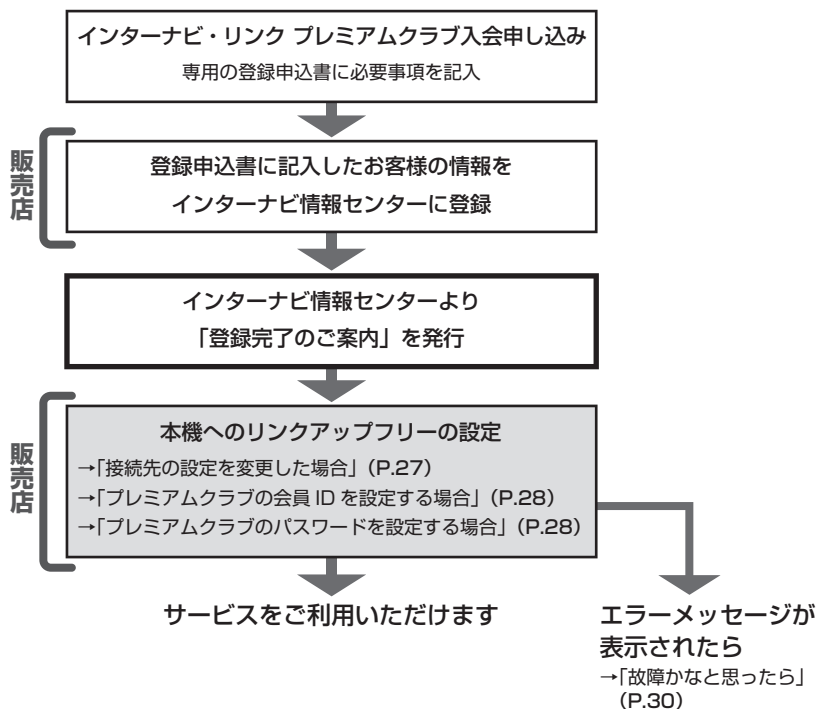 インターナビ・リンク プレミアムクラブ入会申し込み
専用の登録申込書に必要事項を記入
販売店
登録申込書に記入したお客様の情報を
インターナビ情報センターに登録
インターナビ情報センターより
「登録完了のご案内」を発行
販売店
本機へのリンクアップフリーの設定
→「接続先の設定を変更した場合」（P.27）
→「プレミアムクラブの会員 ID を設定する場合」（P.28）
→「プレミアムクラブのパスワードを設定する場合」（P.28）
サービスをご利用いただけます
エラーメッセージが
表示されたら
→「故障かなと思ったら」
（P.30）